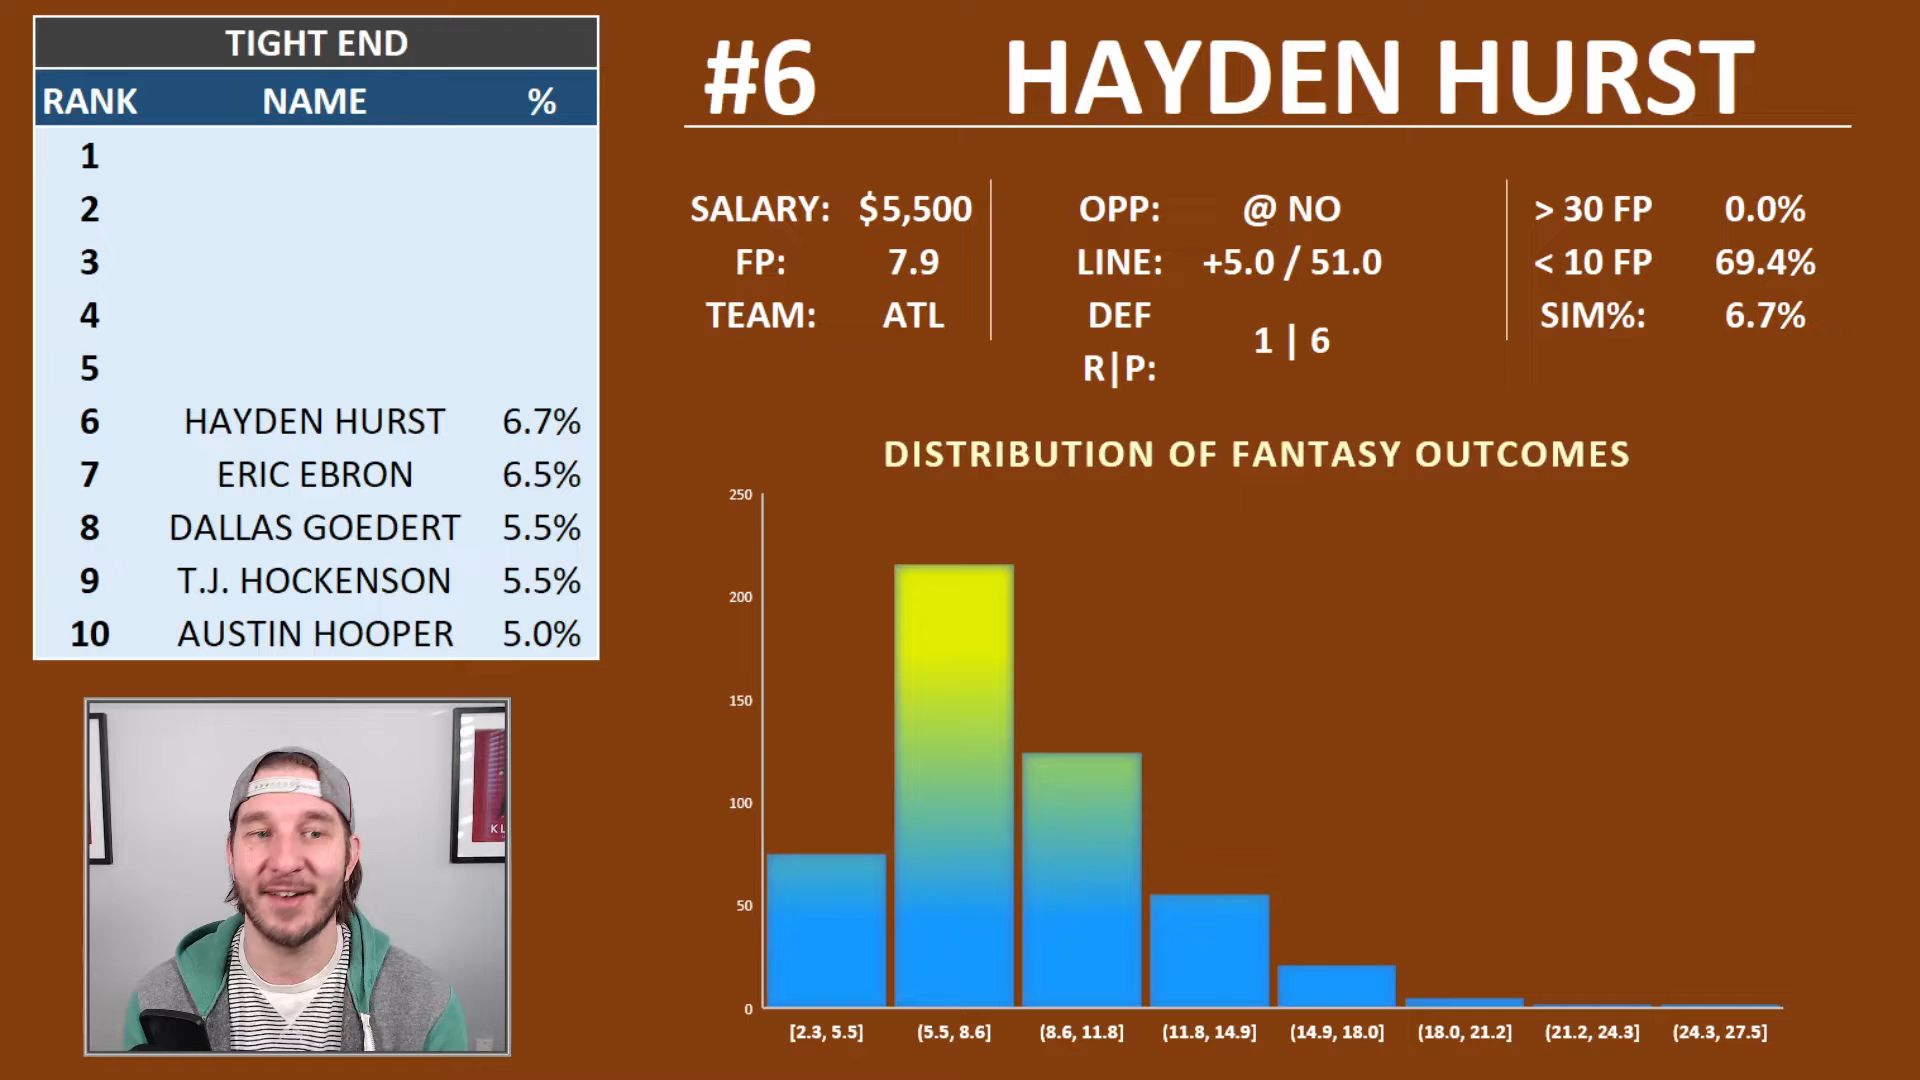 TIGHT END
RANK NAME %
1
2
3
4
5
6 HAYDEN HURST 6.7%
7 ERIC EBRON 6.5%
8 DALLAS GOEDERT 5.5%
9 T.J. HOCKENSON 5.5%
10 AUSTIN HOOPER 5.0%
#6 HAYDEN HURST
SALARY: $5,500
FP: 7.9
TEAM: ATL
OPP: @ NO
LINE: +5.0 / 51.0
DEF
R|P: 1 | 6
> 30 FP 0.0%
< 10 FP 69.4%
SIM%: 6.7%
DISTRIBUTION OF FANTASY OUTCOMES
250
200
150
100
50
0
[2.3, 5.5] (5.5, 8.6] (8.6, 11.8] (11.8, 14.9] (14.9, 18.0] (18.0, 21.2] (21.2, 24.3] (24.3, 27.5]
KL